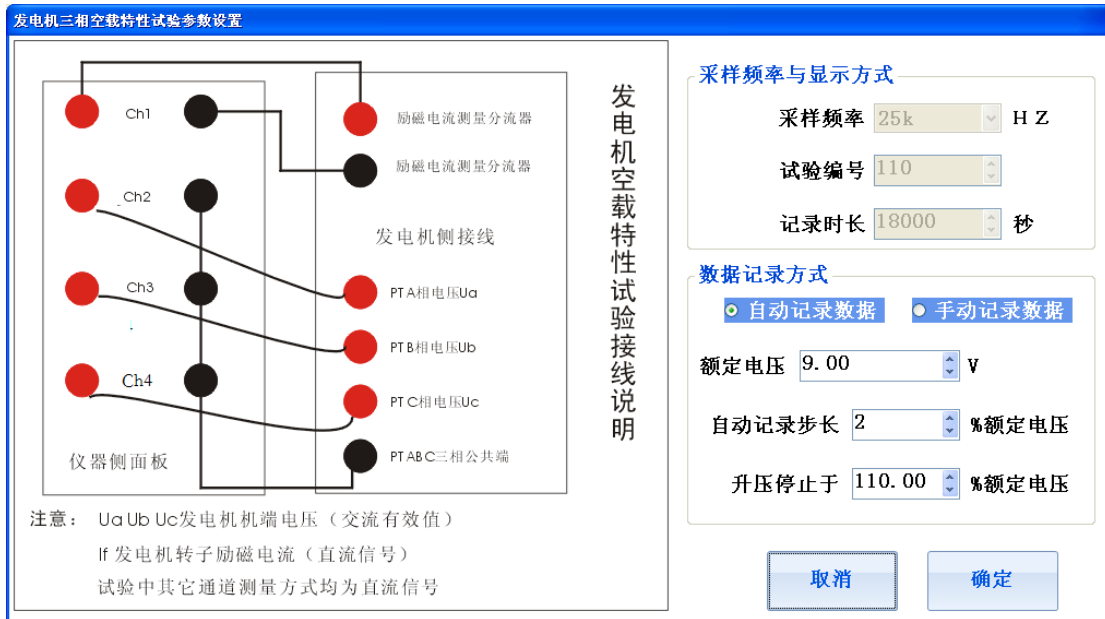 发电机三相空载特性试验参数设置
Ch1
Ch2
Ch3
Ch4
仪器侧面板
励磁电流测量分流器
励磁电流测量分流器
发电机侧接线
PT A相电压Ua
PT B相电压Ub
PT C相电压Uc
PT ABC三相公共端
发电机空载特性试验接线说明
注意： Ua Ub Uc发电机机端电压（交流有效值）
If 发电机转子励磁电流（直流信号）
试验中其它通道测量方式均为直流信号
采样频率与显示方式
采样频率 25k HZ
试验编号 110
记录时长 18000 秒
数据记录方式
自动记录数据 手动记录数据
额定电压 9.00 V
自动记录步长 2 %额定电压
升压停止于 110.00 %额定电压
取消 确定